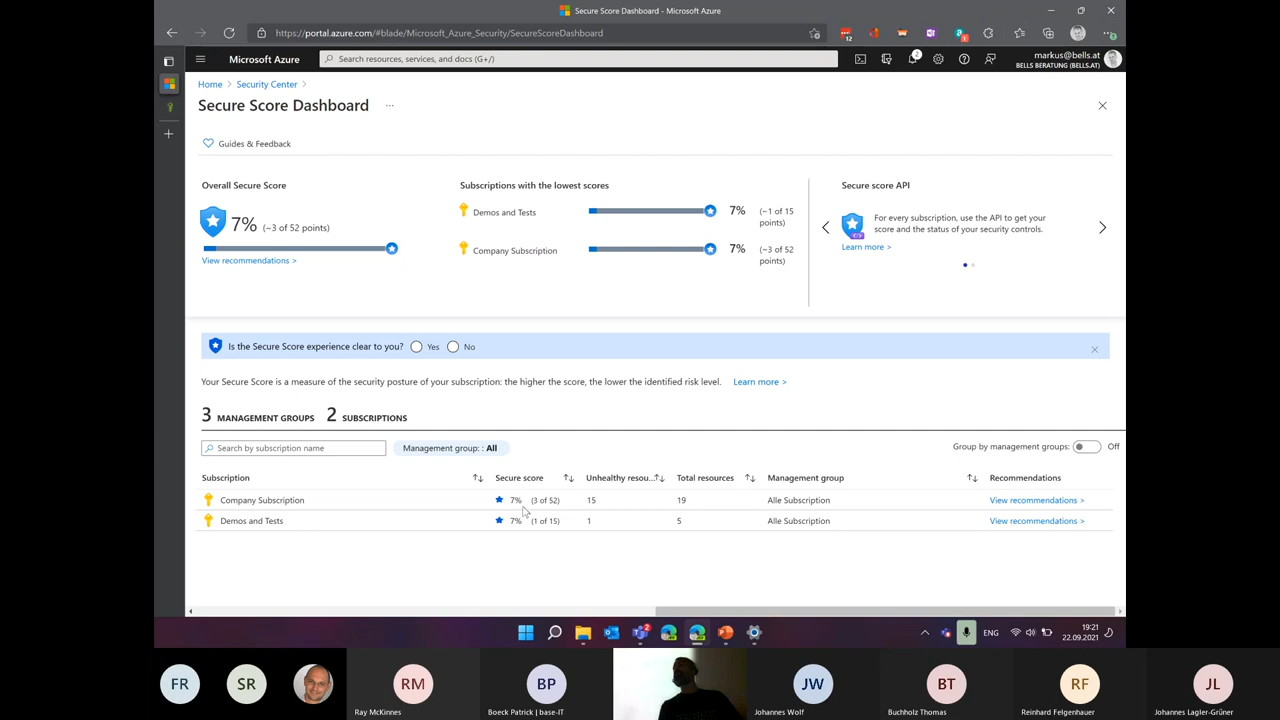 Secure Score Dashboard - Microsoft Azure
https://portal.azure.com/#blade/Microsoft_Azure_Security/SecureScoreDashboard
12
1
Microsoft Azure
Search resources, services, and docs (G+/)
2
markus@bells.at
BELLS BERATUNG (BELLS.AT)
Home > Security Center >
Secure Score Dashboard ...
Guides & Feedback
Overall Secure Score
7% (~3 of 52 points)
View recommendations >
Subscriptions with the lowest scores
Demos and Tests 7% (~1 of 15
points)
Company Subscription 7% (~3 of 52
points)
Secure score API
For every subscription, use the API to get your
score and the status of your security controls.
Learn more >
Is the Secure Score experience clear to you? Yes No
Your Secure Score is a measure of the security posture of your subscription: the higher the score, the lower the identified risk level. Learn more >
3 MANAGEMENT GROUPS 2 SUBSCRIPTIONS
Search by subscription name Management group: : All Group by management groups: Off
Subscription Secure score Unhealthy resou... Total resources Management group Recommendations
Company Subscription 7% (3 of 52) 15 19 Alle Subscription View recommendations >
Demos and Tests 7% (1 of 15) 1 5 Alle Subscription View recommendations >
2
ENG
19:21
22.09.2021
FR SR RM BP JW BT RF JL
Ray McKinnes Boeck Patrick | base-IT Johannes Wolf Buchholz Thomas Reinhard Felgenhauer Johannes Lagler-Grüner